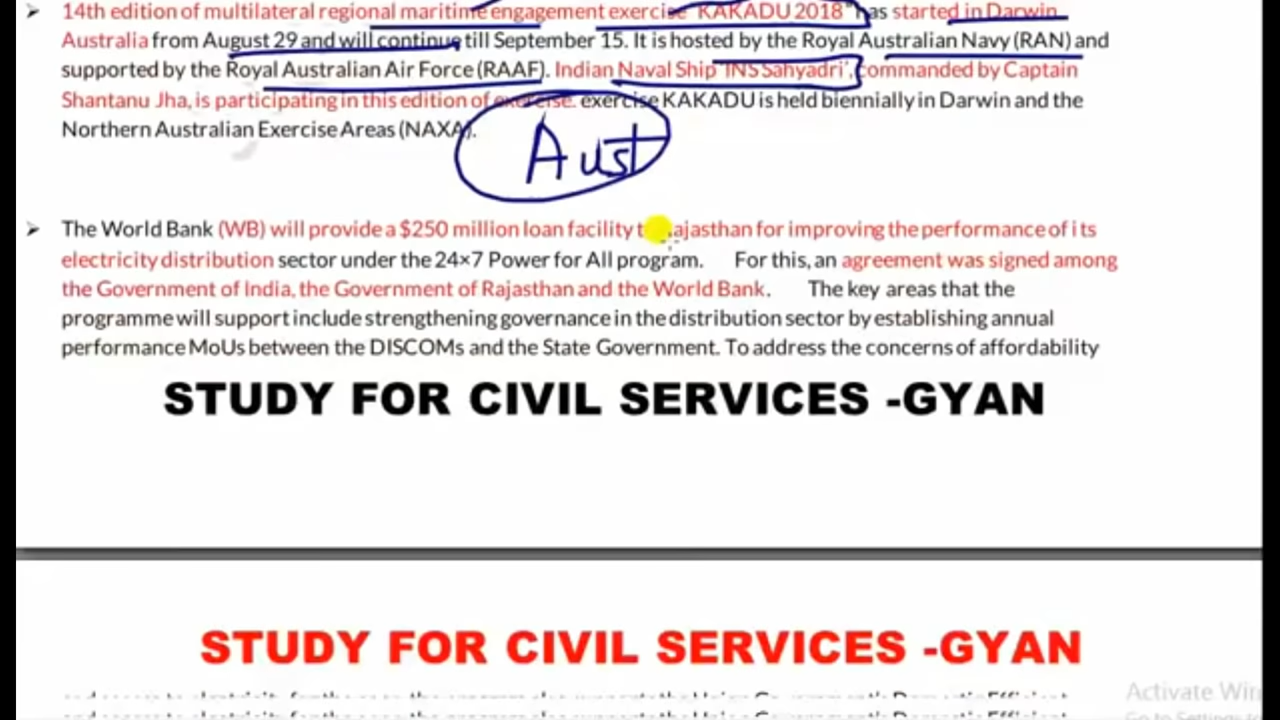 14th edition of multilateral regional maritime engagement exercise 'KAKADU 2018' has started in Darwin
Australia from August 29 and will continue till September 15. It is hosted by the Royal Australian Navy (RAN) and
supported by the Royal Australian Air Force (RAAF). Indian Naval Ship 'INS Sahyadri', commanded by Captain
Shantanu Jha, is participating in this edition of exercise. exercise KAKADU is held biennially in Darwin and the
Northern Australian Exercise Areas (NAXA).
Aust
➢ The World Bank (WB) will provide a $250 million loan facility to Rajasthan for improving the performance of its
electricity distribution sector under the 24×7 Power for All program. For this, an agreement was signed among
the Government of India, the Government of Rajasthan and the World Bank. The key areas that the
programme will support include strengthening governance in the distribution sector by establishing annual
performance MoUs between the DISCOMs and the State Government. To address the concerns of affordability
STUDY FOR CIVIL SERVICES -GYAN
STUDY FOR CIVIL SERVICES -GYAN
Activate Win